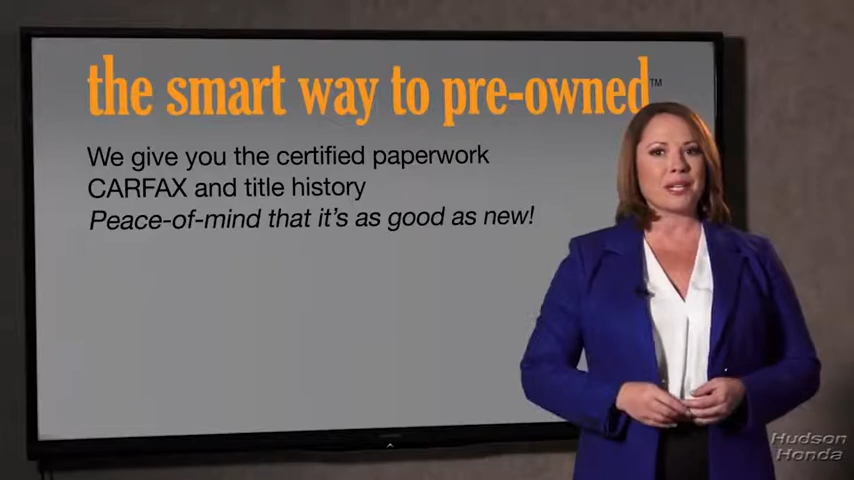 the smart way to pre-owned™
We give you the certified paperwork
CARFAX and title history
Peace-of-mind that it's as good as new!
Hudson
Honda